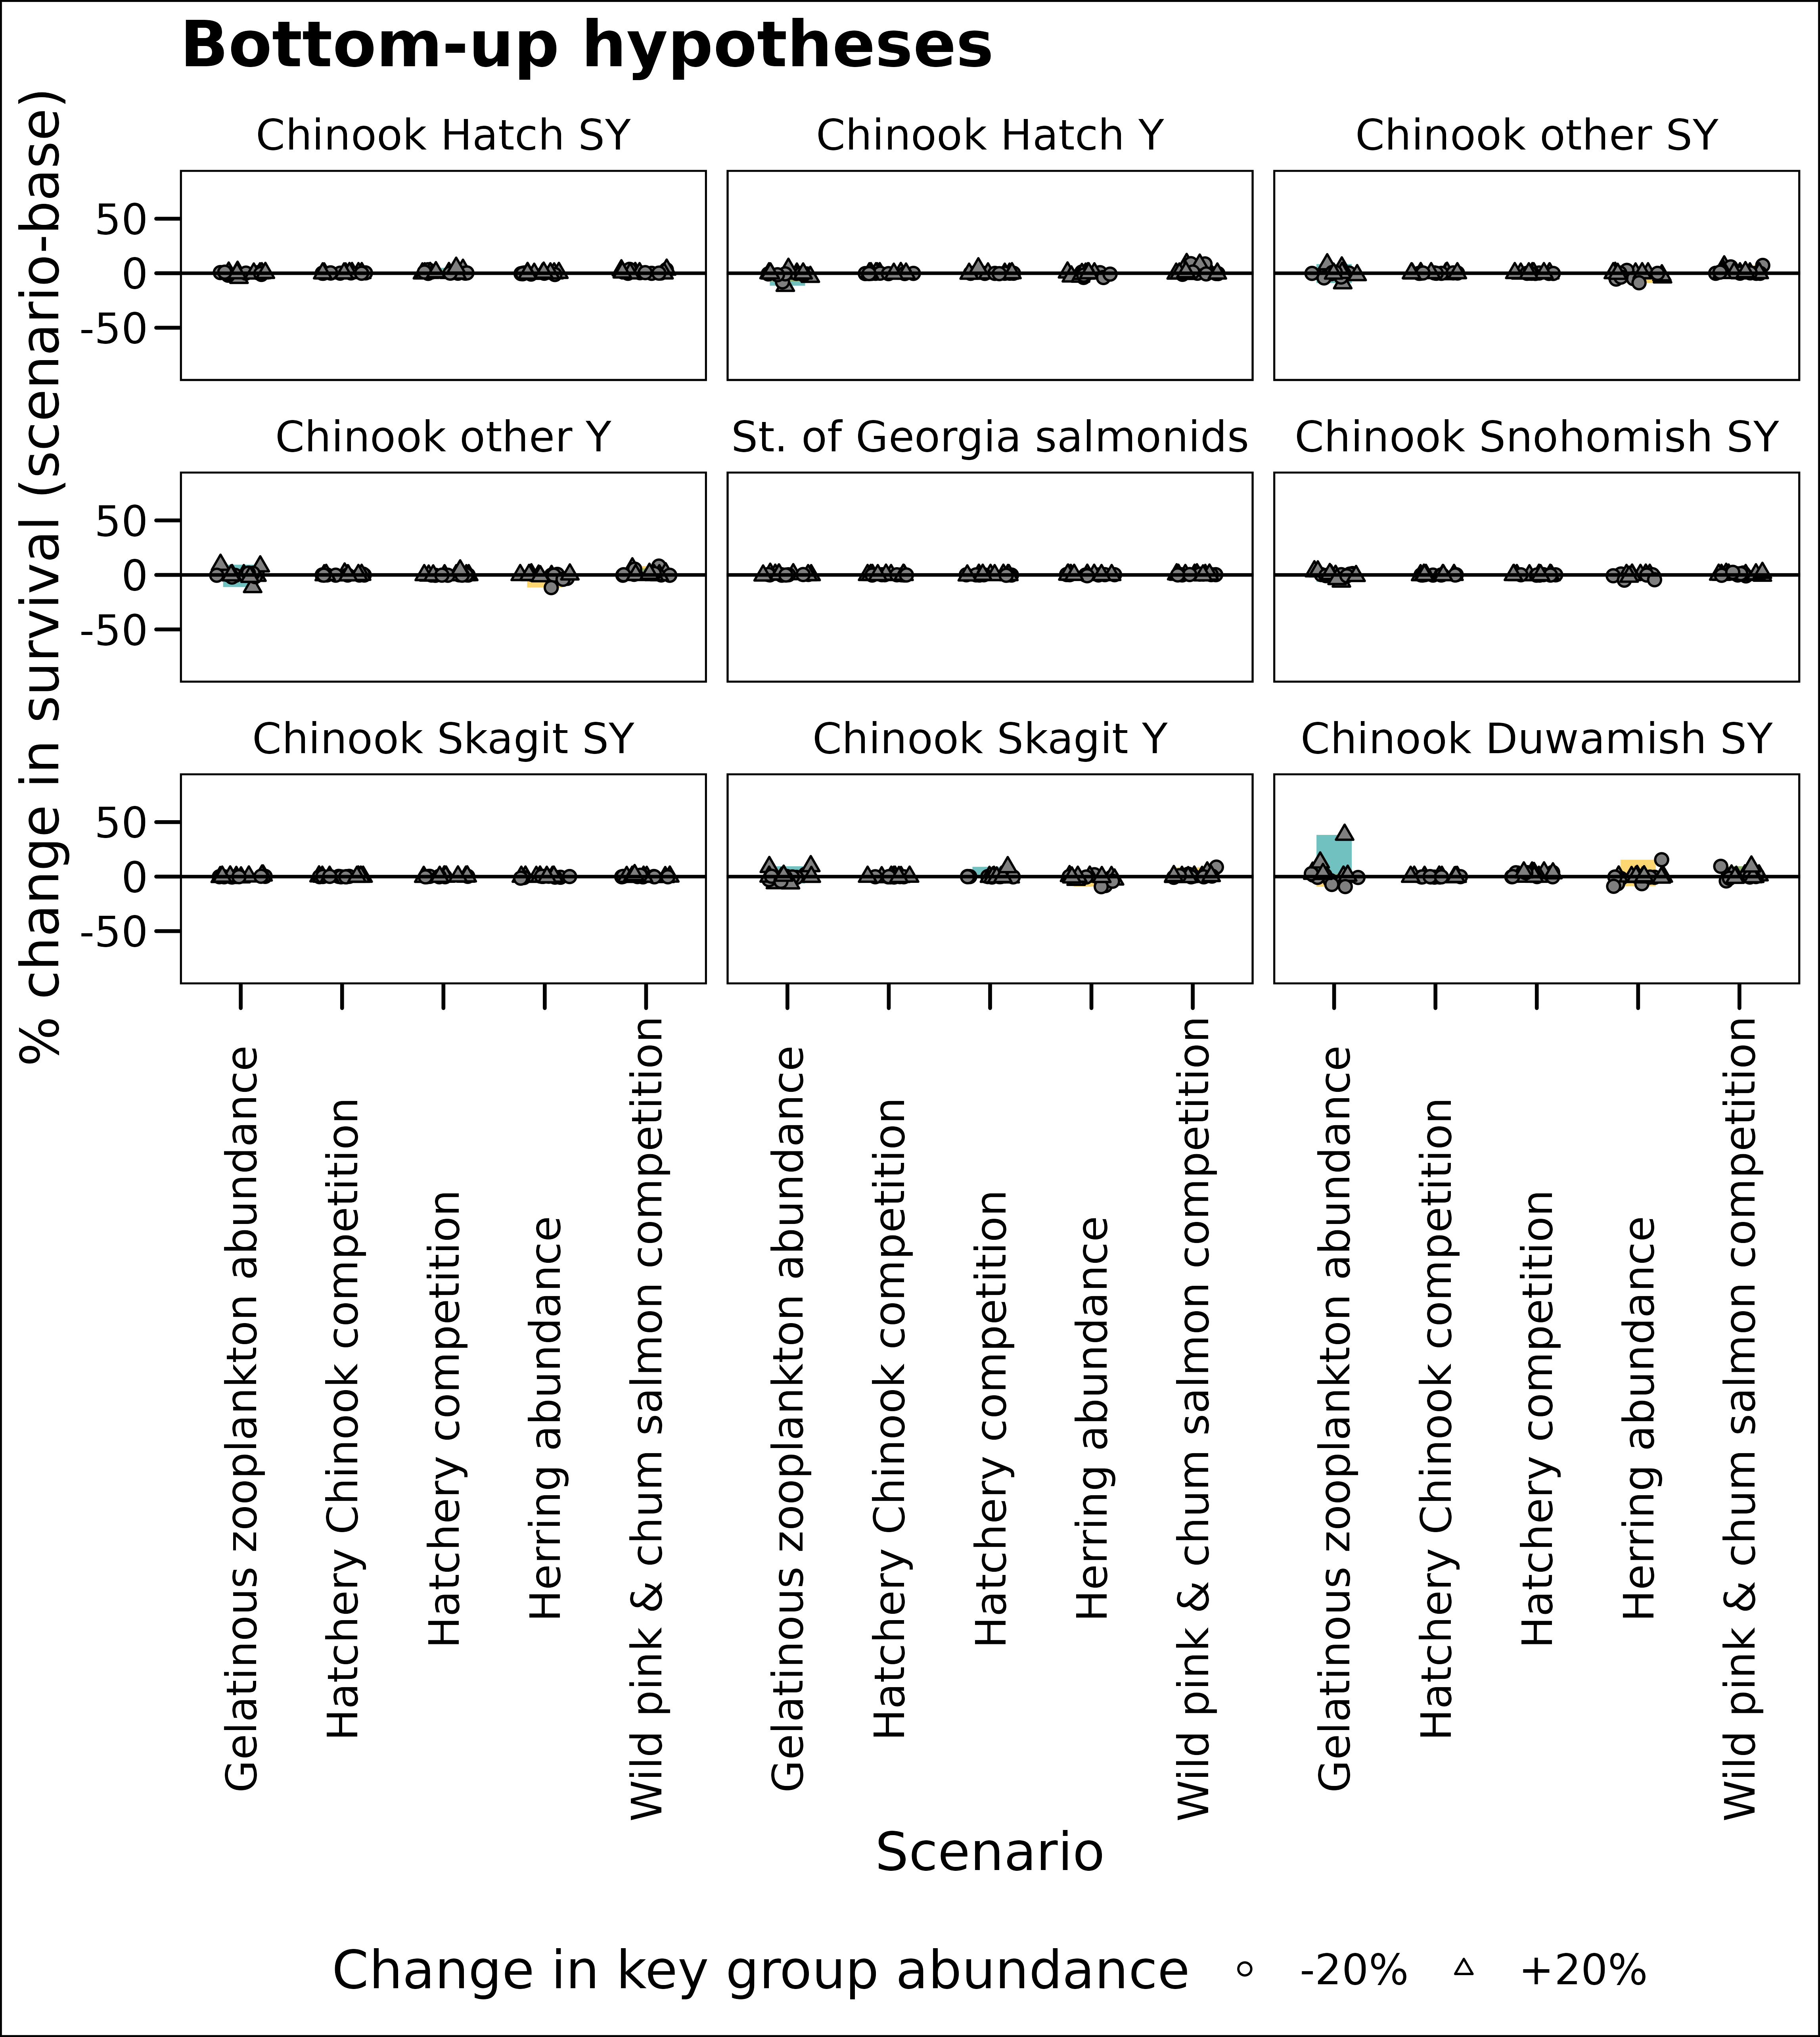 Bottom-up hypotheses
% change in survival (scenario-base)
Chinook Hatch SY
Chinook Hatch Y
Chinook other SY
50
0
-50
Chinook other Y
St. of Georgia salmonids
Chinook Snohomish SY
50
0
-50
Chinook Skagit SY
Chinook Skagit Y
Chinook Duwamish SY
50
0
-50
Gelatinous zooplankton abundance
Hatchery Chinook competition
Hatchery competition
Herring abundance
Wild pink & chum salmon competition
Gelatinous zooplankton abundance
Hatchery Chinook competition
Hatchery competition
Herring abundance
Wild pink & chum salmon competition
Gelatinous zooplankton abundance
Hatchery Chinook competition
Hatchery competition
Herring abundance
Wild pink & chum salmon competition
Scenario
Change in key group abundance -20% +20%